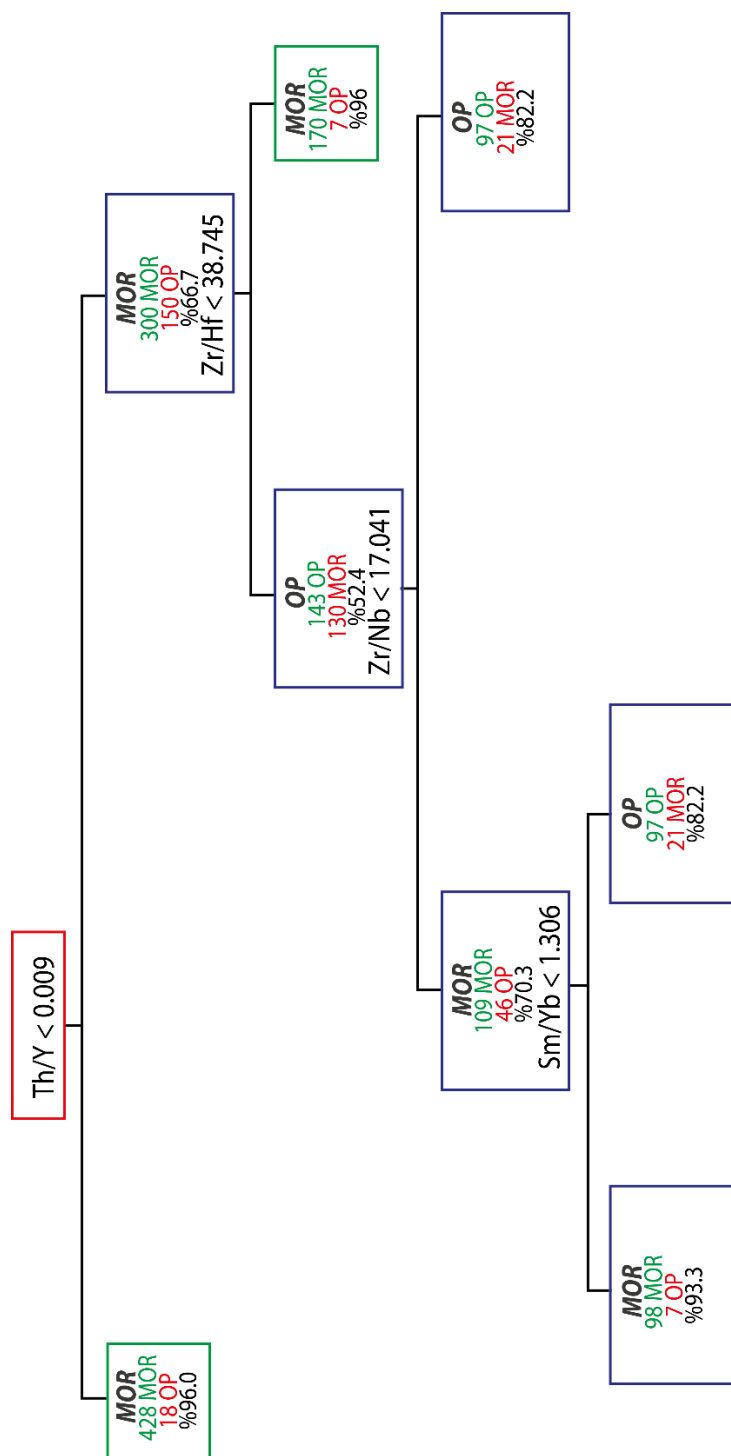 Th/Y < 0.009
MOR
428 MOR
18 OP
%96.0
MOR
300 MOR
150 OP
%66.7
Zr/Hf < 38.745
OP
143 OP
130 MOR
%52.4
Zr/Nb < 17.041
MOR
170 MOR
7 OP
%96
MOR
109 MOR
46 OP
%70.3
Sm/Yb < 1.306
OP
97 OP
21 MOR
%82.2
MOR
98 MOR
7 OP
%93.3
OP
97 OP
21 MOR
%82.2